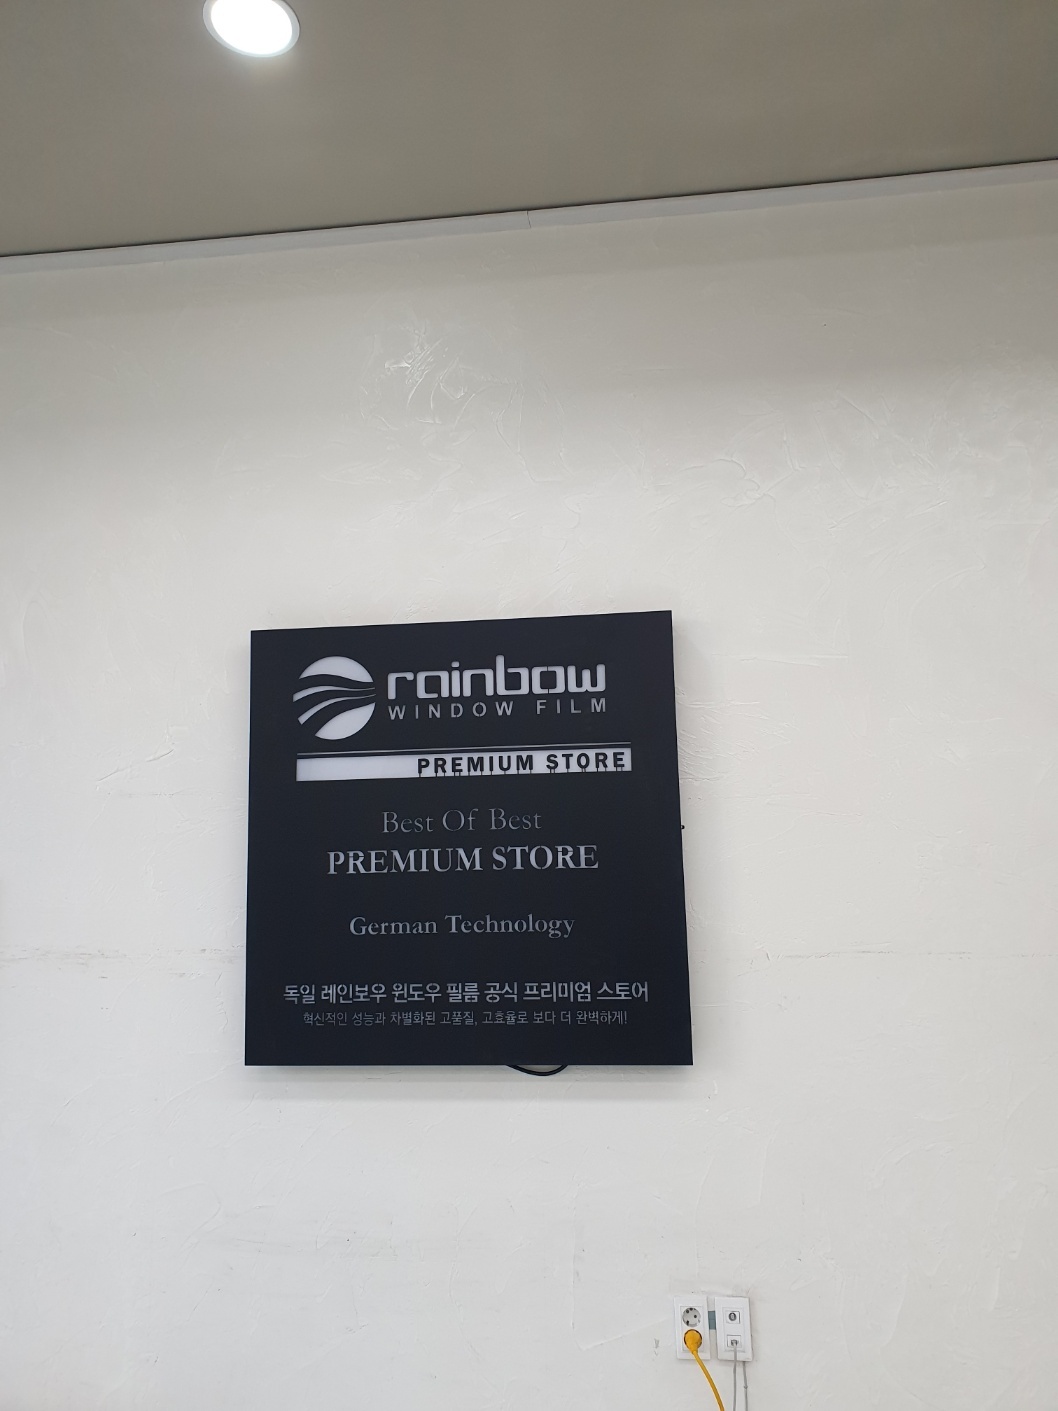 rainbow
WINDOW FILM
PREMIUM STORE
Best Of Best
PREMIUM STORE
German Technology
독일 레인보우 윈도우 필름 공식 프리미엄 스토어
혁신적인 성능과 차별화된 고품질, 고효율로 보다 더 완벽하게!